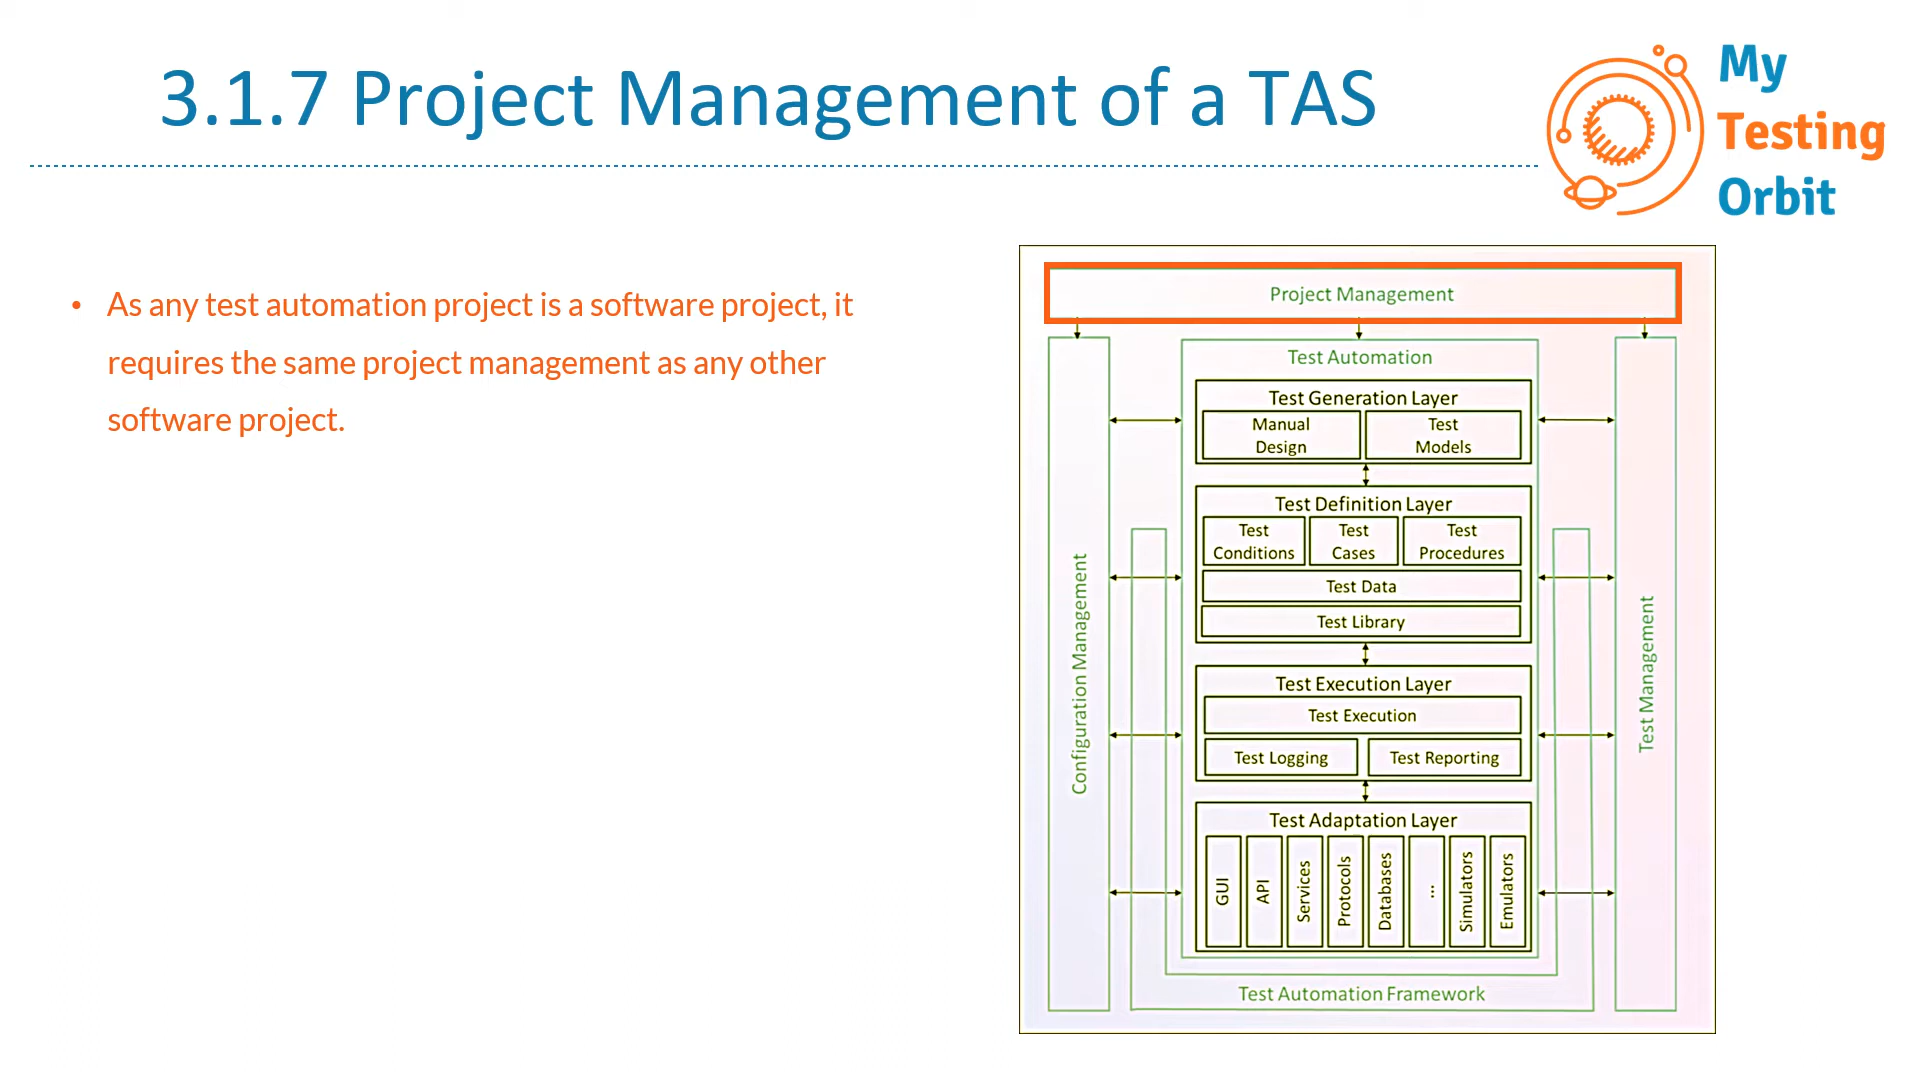 3.1.7 Project Management of a TAS
My
Testing
Orbit
• As any test automation project is a software project, it
requires the same project management as any other
software project.
Project Management
Test Automation
Test Generation Layer
Manual
Design
Test
Models
Test Definition Layer
Test
Conditions
Test
Cases
Test
Procedures
Test Data
Test Library
Test Execution Layer
Test Execution
Test Logging
Test Reporting
Test Adaptation Layer
GUI
API
Services
Protocols
Databases
...
Simulators
Emulators
Test Automation Framework
Configuration Management
Test Management